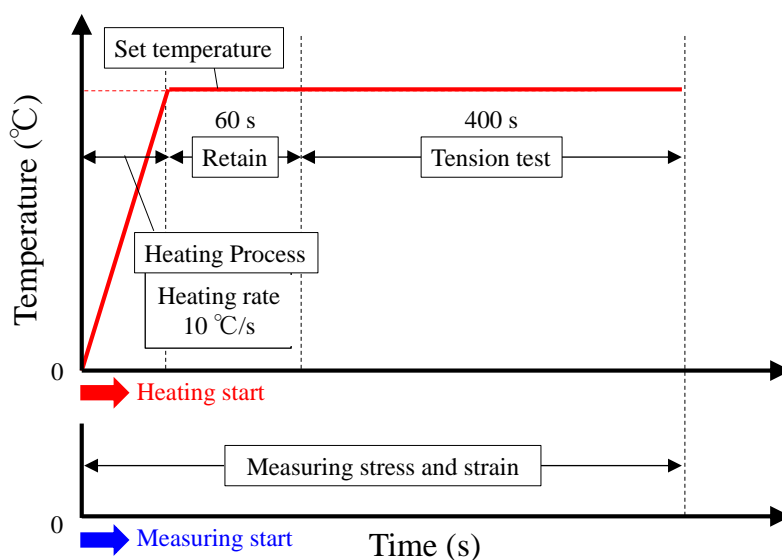 Set temperature
60 s
400 s
Retain
Tension test
Temperature (℃)
Heating Process
Heating rate
10 ℃/s
0
Heating start
Measuring stress and strain
0
Measuring start
Time (s)